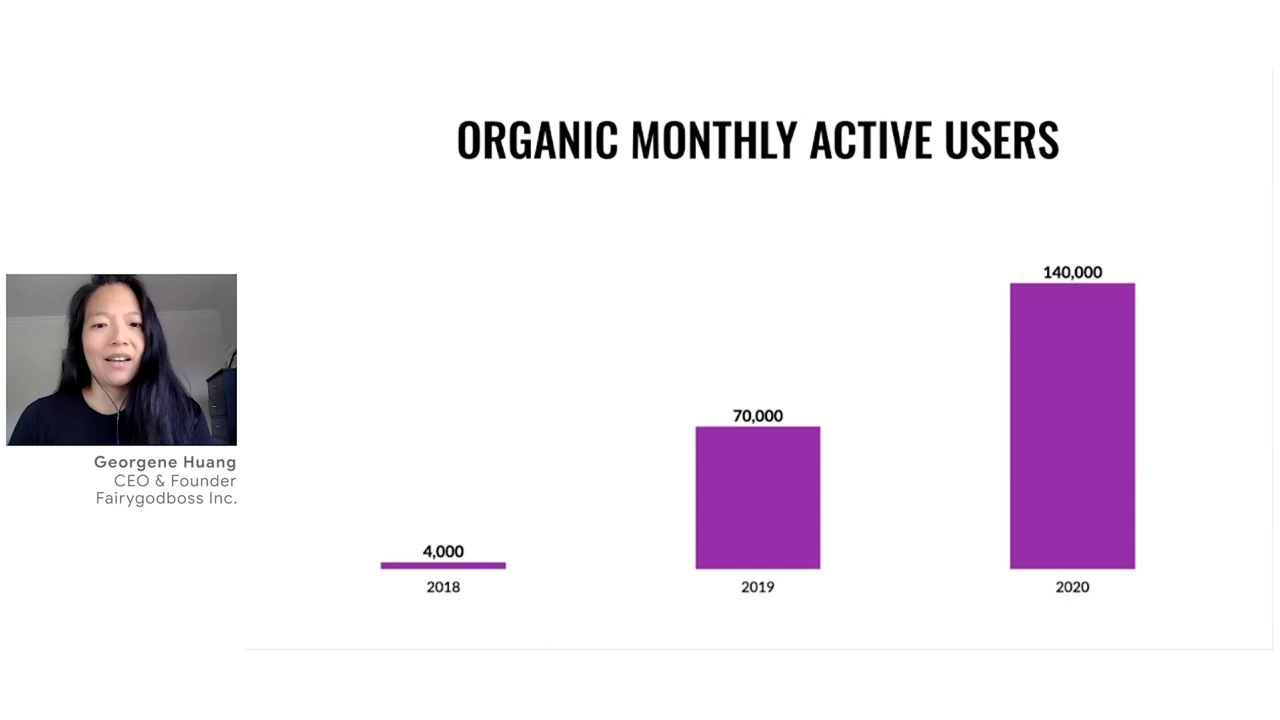 ORGANIC MONTHLY ACTIVE USERS
140,000
70,000
4,000
2018
2019
2020
Georgene Huang
CEO & Founder
Fairygodboss Inc.